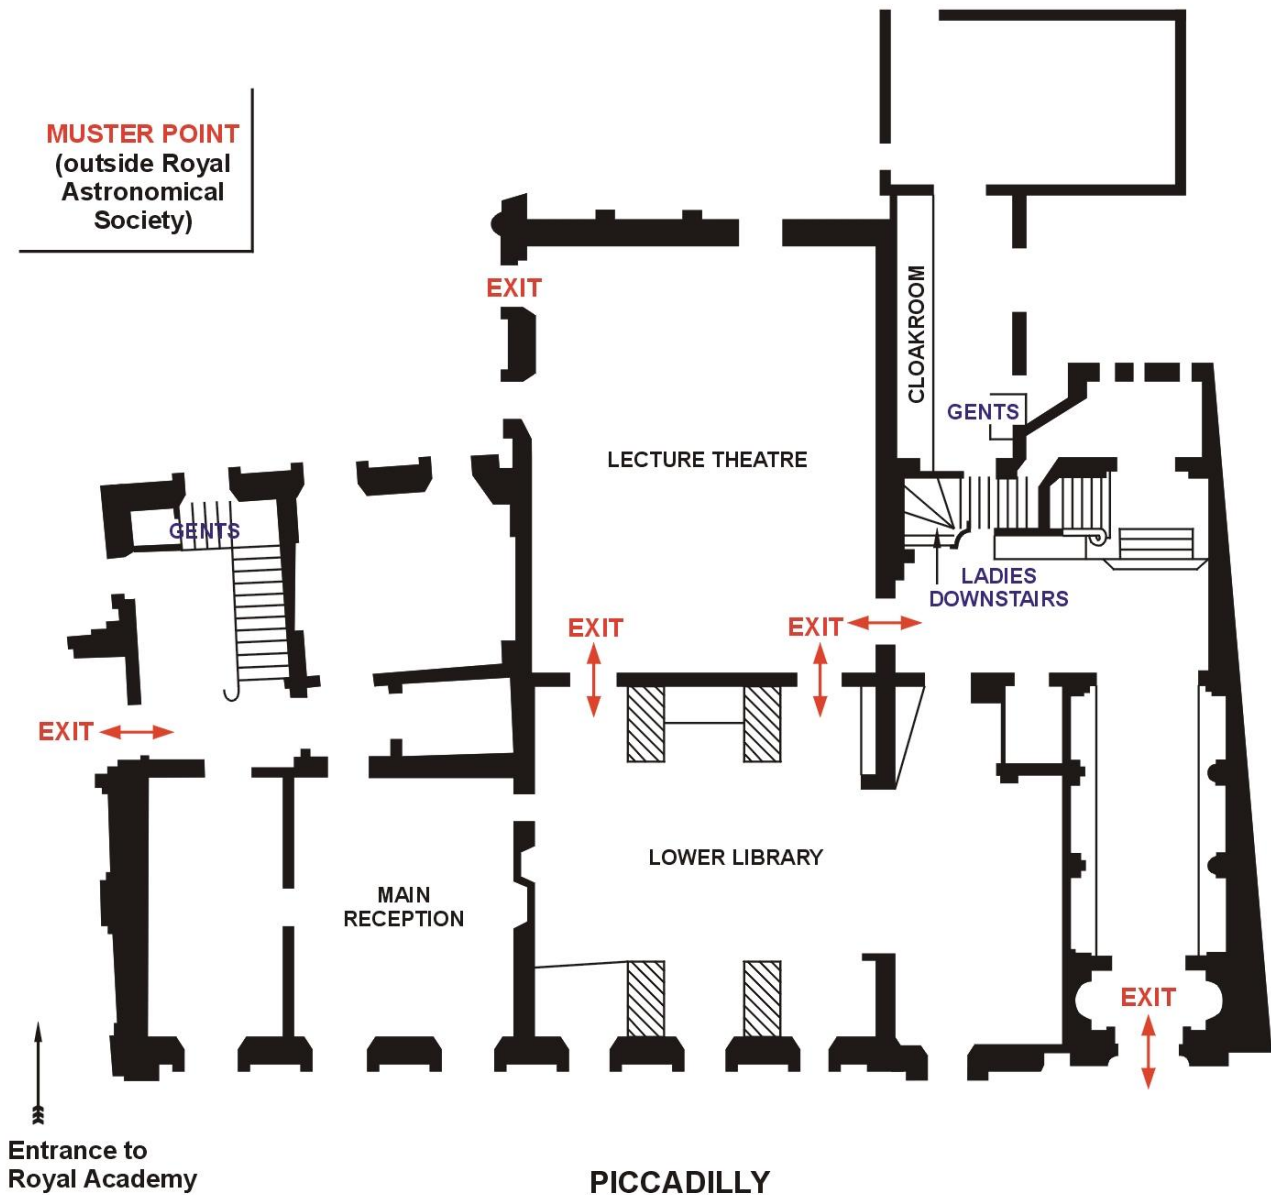 MUSTER POINT
(outside Royal
Astronomical
Society)
EXIT
CLOAKROOM
GENTS
LECTURE THEATRE
GENTS
LADIES
DOWNSTAIRS
EXIT
EXIT
EXIT
LOWER LIBRARY
MAIN
RECEPTION
EXIT
Entrance to
Royal Academy
PICCADILLY